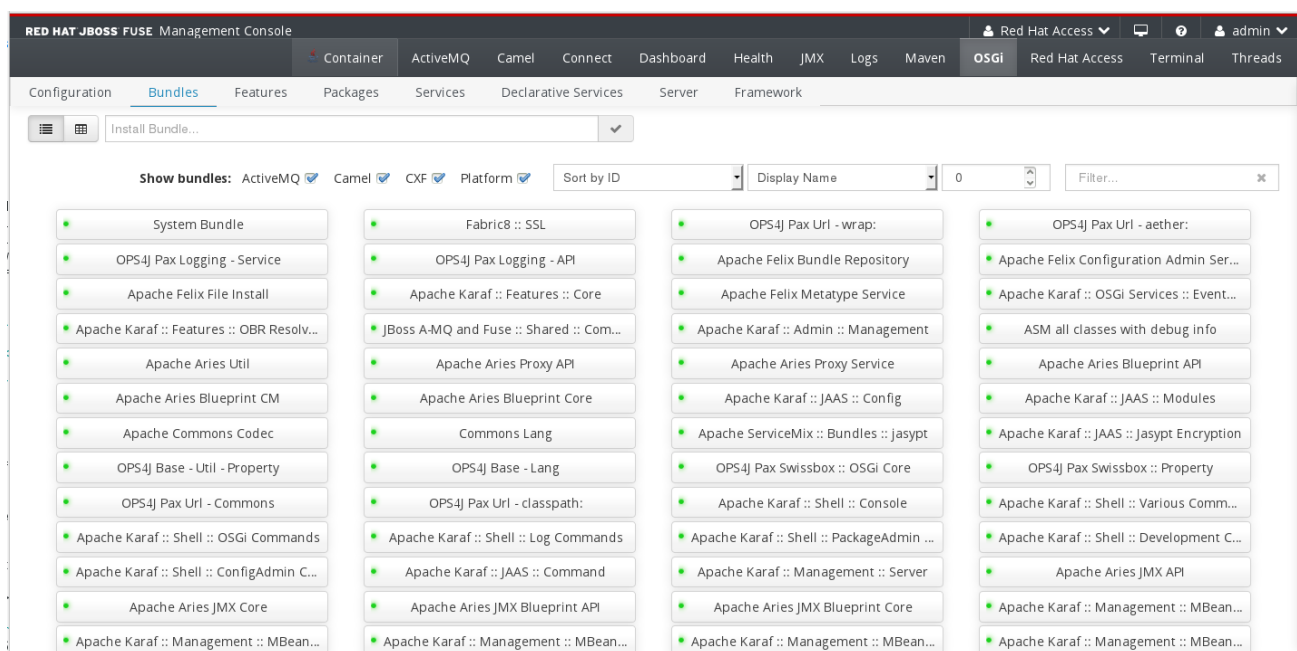 RED HAT JBOSS FUSE Management Console Red Hat Access admin
Container ActiveMQ Camel Connect Dashboard Health JMX Logs Maven OSGi Red Hat Access Terminal Threads
Configuration Bundles Features Packages Services Declarative Services Server Framework
Install Bundle...
Show bundles: ActiveMQ Camel CXF Platform Sort by ID Display Name 0 Filter...
System Bundle Fabric8 :: SSL OPS4J Pax Url - wrap: OPS4J Pax Url - aether:
OPS4J Pax Logging - Service OPS4J Pax Logging - API Apache Felix Bundle Repository Apache Felix Configuration Admin Ser...
Apache Felix File Install Apache Karaf :: Features :: Core Apache Felix Metatype Service Apache Karaf :: OSGi Services :: Event...
Apache Karaf :: Features :: OBR Resolv... JBoss A-MQ and Fuse :: Shared :: Com... Apache Karaf :: Admin :: Management ASM all classes with debug info
Apache Aries Util Apache Aries Proxy API Apache Aries Proxy Service Apache Aries Blueprint API
Apache Aries Blueprint CM Apache Aries Blueprint Core Apache Karaf :: JAAS :: Config Apache Karaf :: JAAS :: Modules
Apache Commons Codec Commons Lang Apache ServiceMix :: Bundles :: jasypt Apache Karaf :: JAAS :: Jasypt Encryption
OPS4J Base - Util - Property OPS4J Base - Lang OPS4J Pax Swissbox :: OSGi Core OPS4J Pax Swissbox :: Property
OPS4J Pax Url - Commons OPS4J Pax Url - classpath: Apache Karaf :: Shell :: Console Apache Karaf :: Shell :: Various Comm...
Apache Karaf :: Shell :: OSGi Commands Apache Karaf :: Shell :: Log Commands Apache Karaf :: Shell :: PackageAdmin ... Apache Karaf :: Shell :: Development C...
Apache Karaf :: Shell :: ConfigAdmin C... Apache Karaf :: JAAS :: Command Apache Karaf :: Management :: Server Apache Aries JMX API
Apache Aries JMX Core Apache Aries JMX Blueprint API Apache Aries JMX Blueprint Core Apache Karaf :: Management :: MBean...
Apache Karaf :: Management :: MBean... Apache Karaf :: Management :: MBean... Apache Karaf :: Management :: MBean... Apache Karaf :: Management :: MBean...